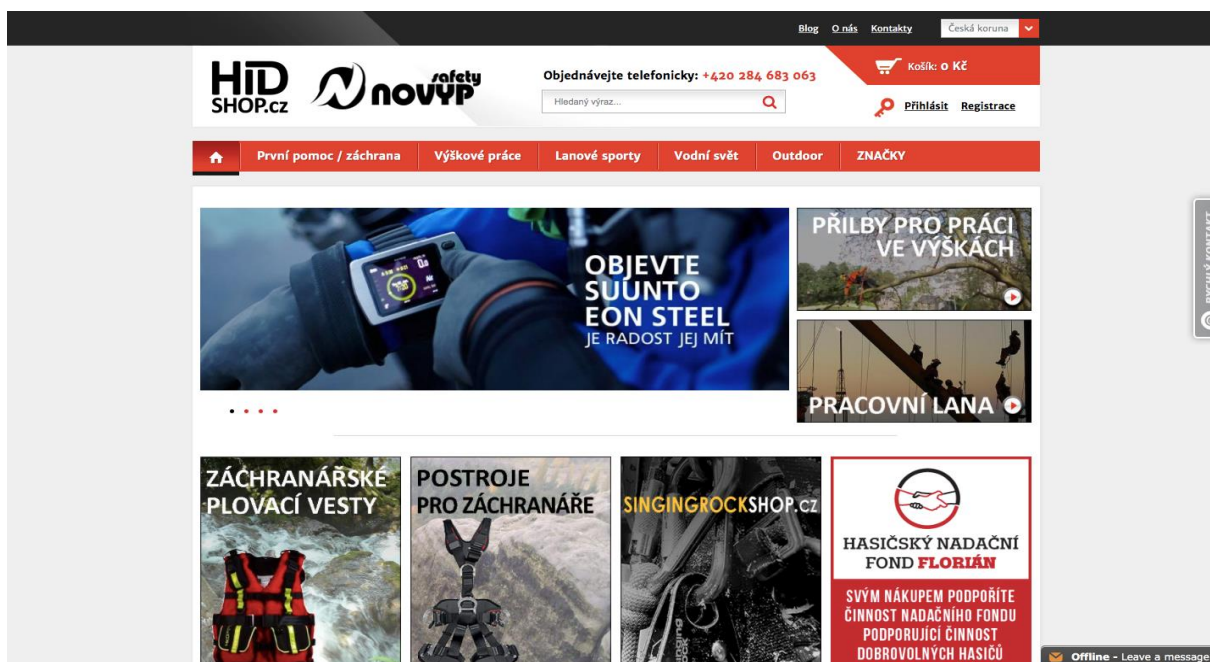 Blog O nás Kontakty Česká koruna
HID
SHOP.cz
safety
novyp
Objednávejte telefonicky: +420 284 683 063
Hledaný výraz...
Košík: 0 Kč
Přihlásit Registrace
První pomoc / záchrana Výškové práce Lanové sporty Vodní svět Outdoor ZNAČKY
OBJEVTE
SUUNTO
EON STEEL
JE RADOST JEJ MÍT
PŘILBY PRO PRÁCI
VE VÝŠKÁCH
PRACOVNÍ LANA
RYCHLÝ KONTAKT
ZÁCHRANÁŘSKÉ
PLOVACÍ VESTY
POSTROJE
PRO ZÁCHRANÁŘE
SINGINGROCKSHOP.CZ
HASIČSKÝ NADAČNÍ
FOND FLORIÁN
SVÝM NÁKUPEM PODPOŘÍTE
ČINNOST NADAČNÍHO FONDU
PODPORUJÍCÍ ČINNOST
DOBROVOLNÝCH HASIČŮ
Offline - Leave a message